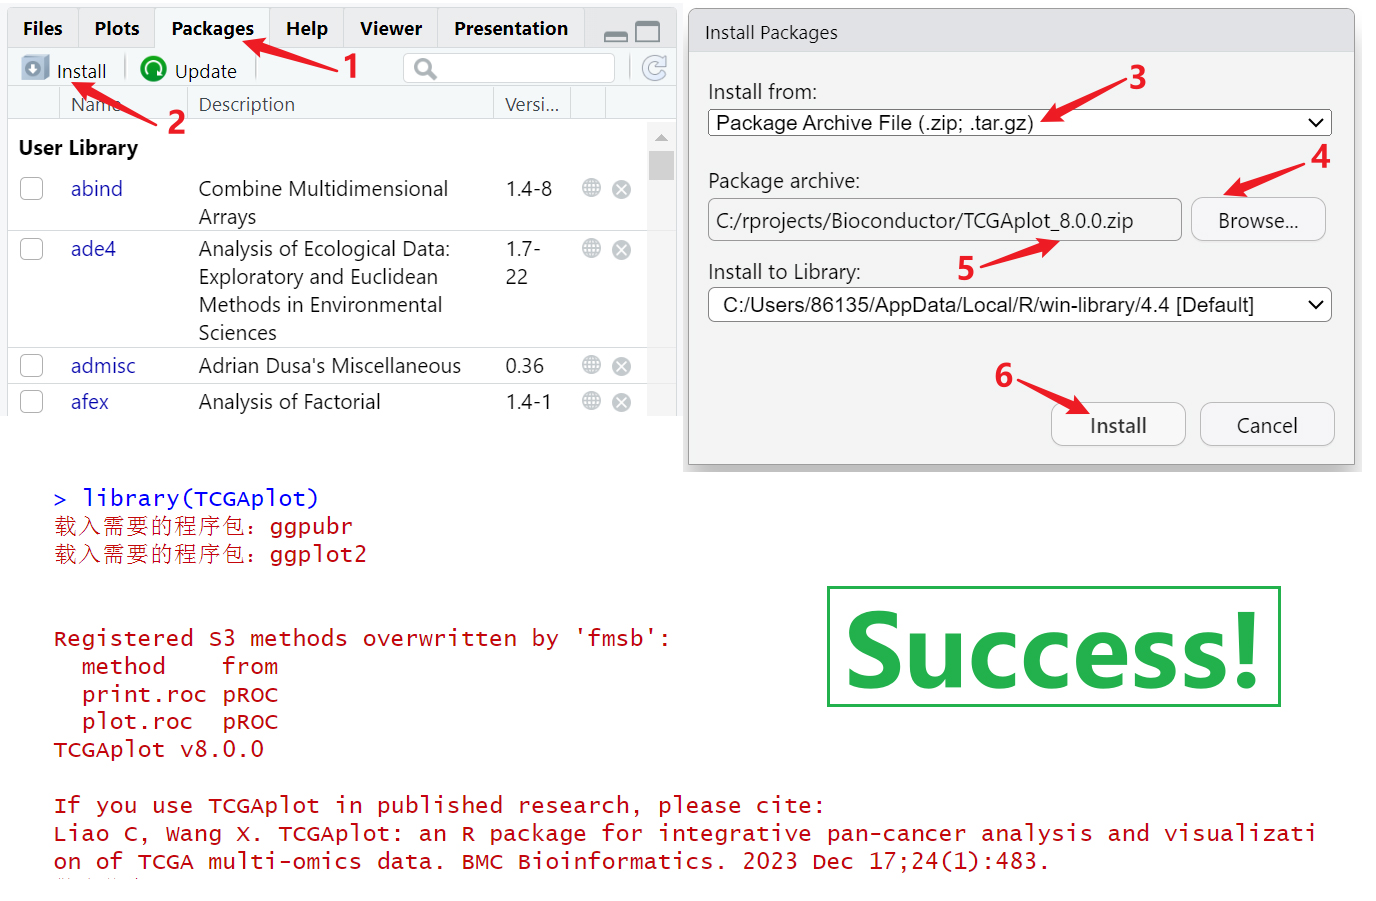 Files Plots Packages Help Viewer Presentation
Install Update 1
Name Description Versi...
2
User Library
abind Combine Multidimensional Arrays 1.4-8
ade4 Analysis of Ecological Data: Exploratory and Euclidean Methods in Environmental Sciences 1.7-22
admisc Adrian Dusa's Miscellaneous 0.36
afex Analysis of Factorial 1.4-1
Install Packages
Install from:
3
Package Archive File (.zip; .tar.gz)
4
Package archive:
C:/rprojects/Bioconductor/TCGAplot_8.0.0.zip Browse...
5
Install to Library:
C:/Users/86135/AppData/Local/R/win-library/4.4 [Default]
6
Install Cancel
> library(TCGAplot)
载入需要的程序包：ggpubr
载入需要的程序包：ggplot2
Registered S3 methods overwritten by 'fmsb':
method from
print.roc pROC
plot.roc pROC
TCGAplot v8.0.0
If you use TCGAplot in published research, please cite:
Liao C, Wang X. TCGAplot: an R package for integrative pan-cancer analysis and visualizati
on of TCGA multi-omics data. BMC Bioinformatics. 2023 Dec 17;24(1):483.
Success!